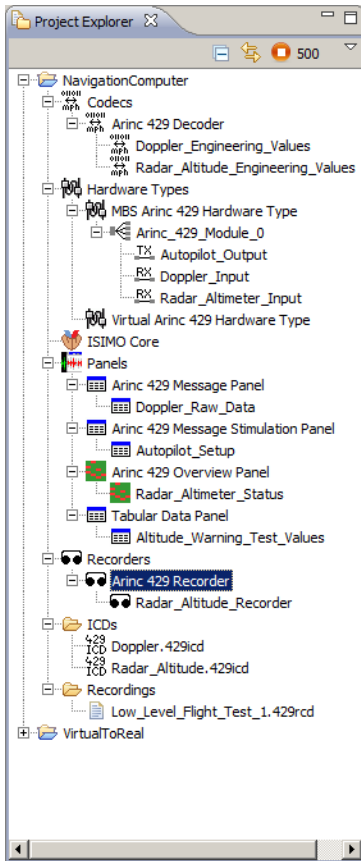 Project Explorer
500
NavigationComputer
Codecs
Arinc 429 Decoder
Doppler_Engineering_Values
Radar_Altitude_Engineering_Values
Hardware Types
MBS Arinc 429 Hardware Type
Arinc_429_Module_0
TX Autopilot_Output
RX Doppler_Input
RX Radar_Altimeter_Input
Virtual Arinc 429 Hardware Type
ISIMO Core
Panels
Arinc 429 Message Panel
Doppler_Raw_Data
Arinc 429 Message Stimulation Panel
Autopilot_Setup
Arinc 429 Overview Panel
Radar_Altimeter_Status
Tabular Data Panel
Altitude_Warning_Test_Values
Recorders
Arinc 429 Recorder
Radar_Altitude_Recorder
ICDs
429 ICD Doppler.429icd
429 ICD Radar_Altitude.429icd
Recordings
Low_Level_Flight_Test_1.429rcd
VirtualToReal